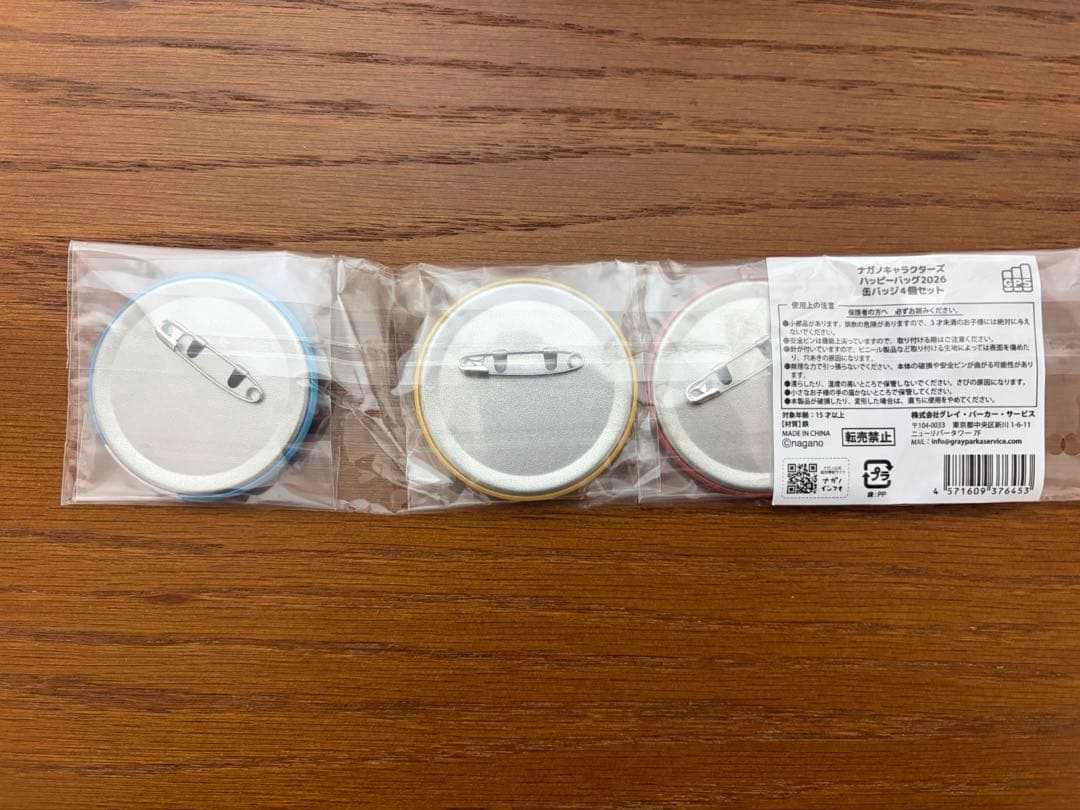 ナガノキャラクターズ
ハッピーバッグ2026
缶バッジ4個セット
GPS
使用上の注意
保護者の方へ 必ずお読みください。
●小部品があります。誤飲の危険がありますので、3才未満のお子様には絶対に与え
ないでください。
●安全ピンは機能上尖っていますので、取り付ける際はご注意ください。
●針が付いていますので、ビニール製品など取り付ける生地によっては表面を傷めた
り、穴あきの原因になります。
●無理な力で引っ張らないでください。本体の破損や安全ピンが曲がる可能性があり
ます。
●濡らしたり、湿度の高いところで保管しないでください。さびの原因になります。
●小さなお子様の手の届かないところで保管してください。
●本製品が破損したり、変形した場合は、直ちに使用をやめてください。
対象年齢:15才以上
【材質】鉄
MADE IN CHINA
©nagano
転売禁止
株式会社グレイ・パーカー・サービス
〒104-0033 東京都中央区新川1-6-11
ニューリバータワー 7F
MAIL:info@grayparkaservice.com
ナガノ
インフォ
プラ
袋:PP
4 571609 376453